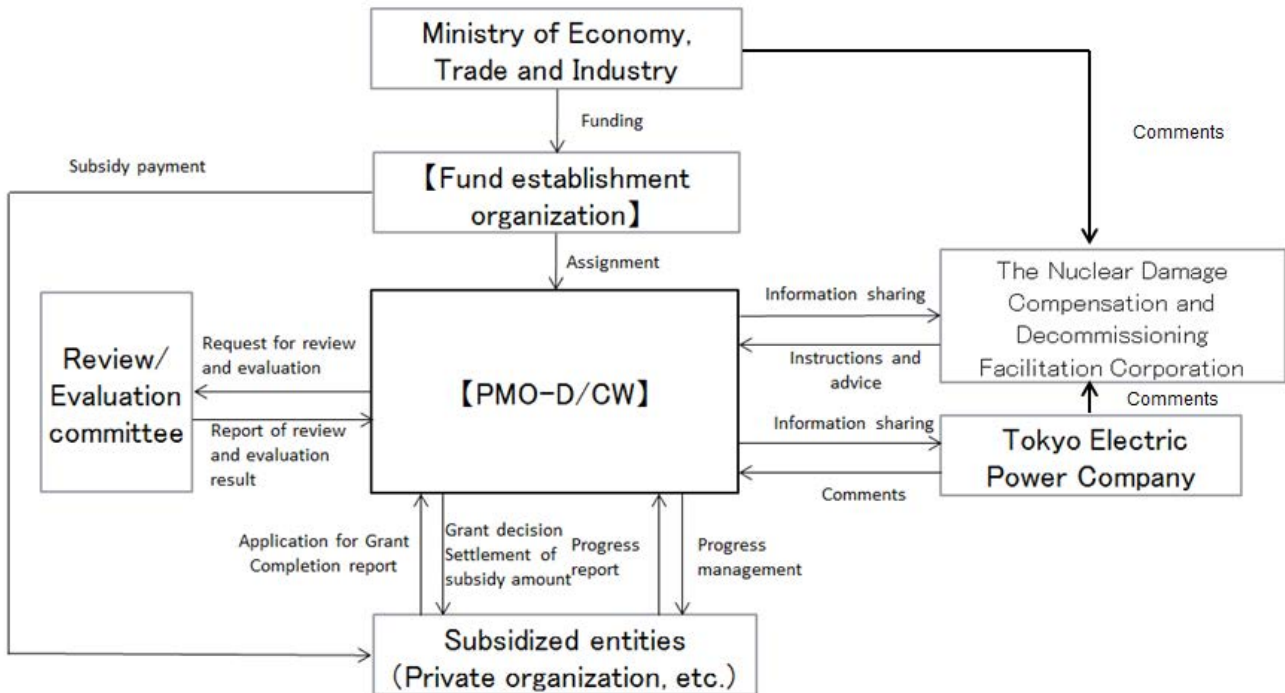 Ministry of Economy,
Trade and Industry
Funding
Comments
Subsidy payment
【Fund establishment
organization】
Assignment
The Nuclear Damage
Compensation and
Decommissioning
Facilitation Corporation
Information sharing
Instructions and
advice
Review/
Evaluation
committee
Request for review
and evaluation
Report of review
and evaluation
result
【PMO-D/CW】
Comments
Information sharing
Tokyo Electric
Power Company
Comments
Application for Grant
Completion report
Grant decision
Settlement of
subsidy amount
Progress
report
Progress
management
Subsidized entities
(Private organization, etc.)